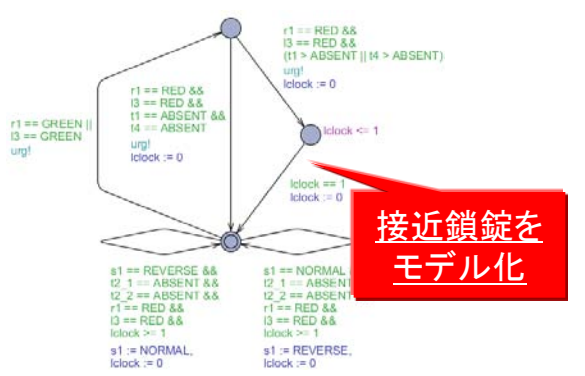 r1 == RED &&
l3 == RED &&
(t1 > ABSENT || t4 > ABSENT)
urg!
lclock := 0
r1 == RED &&
l3 == RED &&
t1 == ABSENT &&
t4 == ABSENT
urg!
lclock := 0
r1 == GREEN ||
l3 == GREEN
urg!
lclock <= 1
lclock == 1
lclock := 0
接近鎖錠を
モデル化
s1 == REVERSE &&
t2_1 == ABSENT &&
t2_2 == ABSENT &&
r1 == RED &&
l3 == RED &&
lclock >= 1
s1 := NORMAL,
lclock := 0
s1 == NORMAL
t2_1 == ABSENT
t2_2 == ABSENT
r1 == RED &&
l3 == RED &&
lclock >= 1
s1 := REVERSE,
lclock := 0